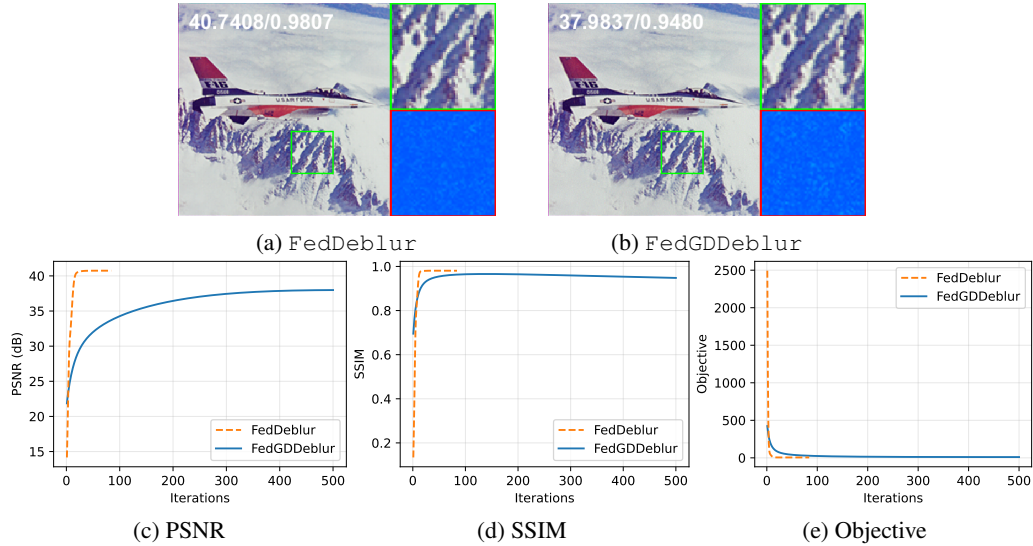 40.7408/0.9807
37.9837/0.9480
F-16
U.S. AIR FORCE
U.S. AIR FORCE
(a) FedDeblur
(b) FedGDDeblur
40
35
30
25
20
15
PSNR (dB)
0 100 200 300 400 500
Iterations
FedDeblur
FedGDDeblur
(c) PSNR
1.0
0.8
0.6
0.4
0.2
SSIM
0 100 200 300 400 500
Iterations
FedDeblur
FedGDDeblur
(d) SSIM
2500
2000
1500
1000
500
0
Objective
0 100 200 300 400 500
Iterations
FedDeblur
FedGDDeblur
(e) Objective